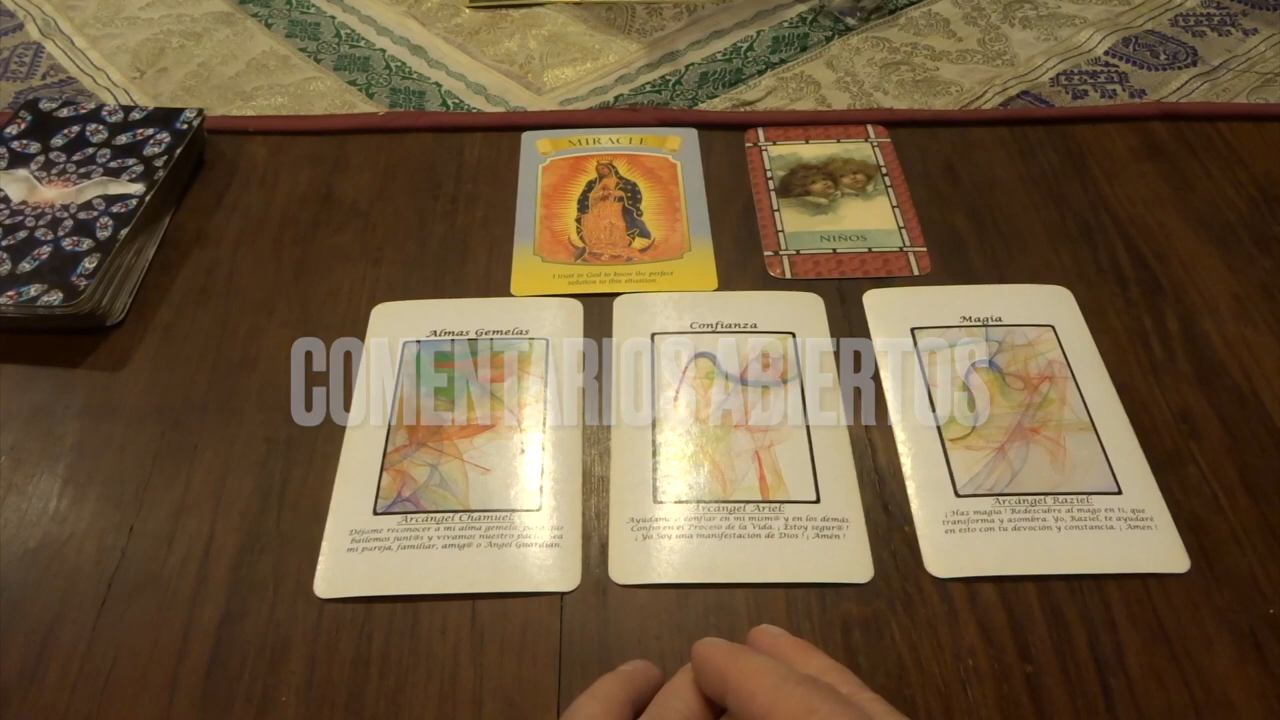 MIRACLE
I trust in God to know the perfect
solution to this situation.
NIÑOS
COMENTARIOS ABIERTOS
Almas Gemelas
Arcángel Chamuel:
Déjame reconocer a mi alma gemela, para que
bailemos junt@s y vivamos nuestro pacto. Sea
mi pareja, familiar, amig@ o Angel Guardián.
Confianza
Arcángel Ariel:
Ayúdame a confiar en mi mism@ y en los demás.
Confío en el Proceso de la Vida. ¡ Estoy segur@ !
¡ Yo Soy una manifestación de Dios ! ¡ Amén !
Magia
Arcángel Raziel:
¡ Haz magia ! Redescubre al mago en ti, que
transforma y asombra. Yo, Raziel, te ayudaré
en esto con tu devoción y constancia. ¡ Amén !